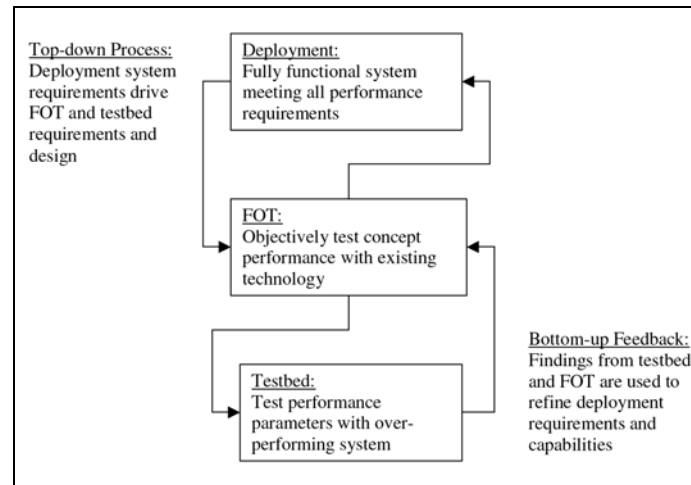 Top-down Process:
Deployment system
requirements drive
FOT and testbed
requirements and
design
Deployment:
Fully functional system
meeting all performance
requirements
FOT:
Objectively test concept
performance with existing
technology
Testbed:
Test performance
parameters with over-
performing system
Bottom-up Feedback:
Findings from testbed
and FOT are used to
refine deployment
requirements and
capabilities